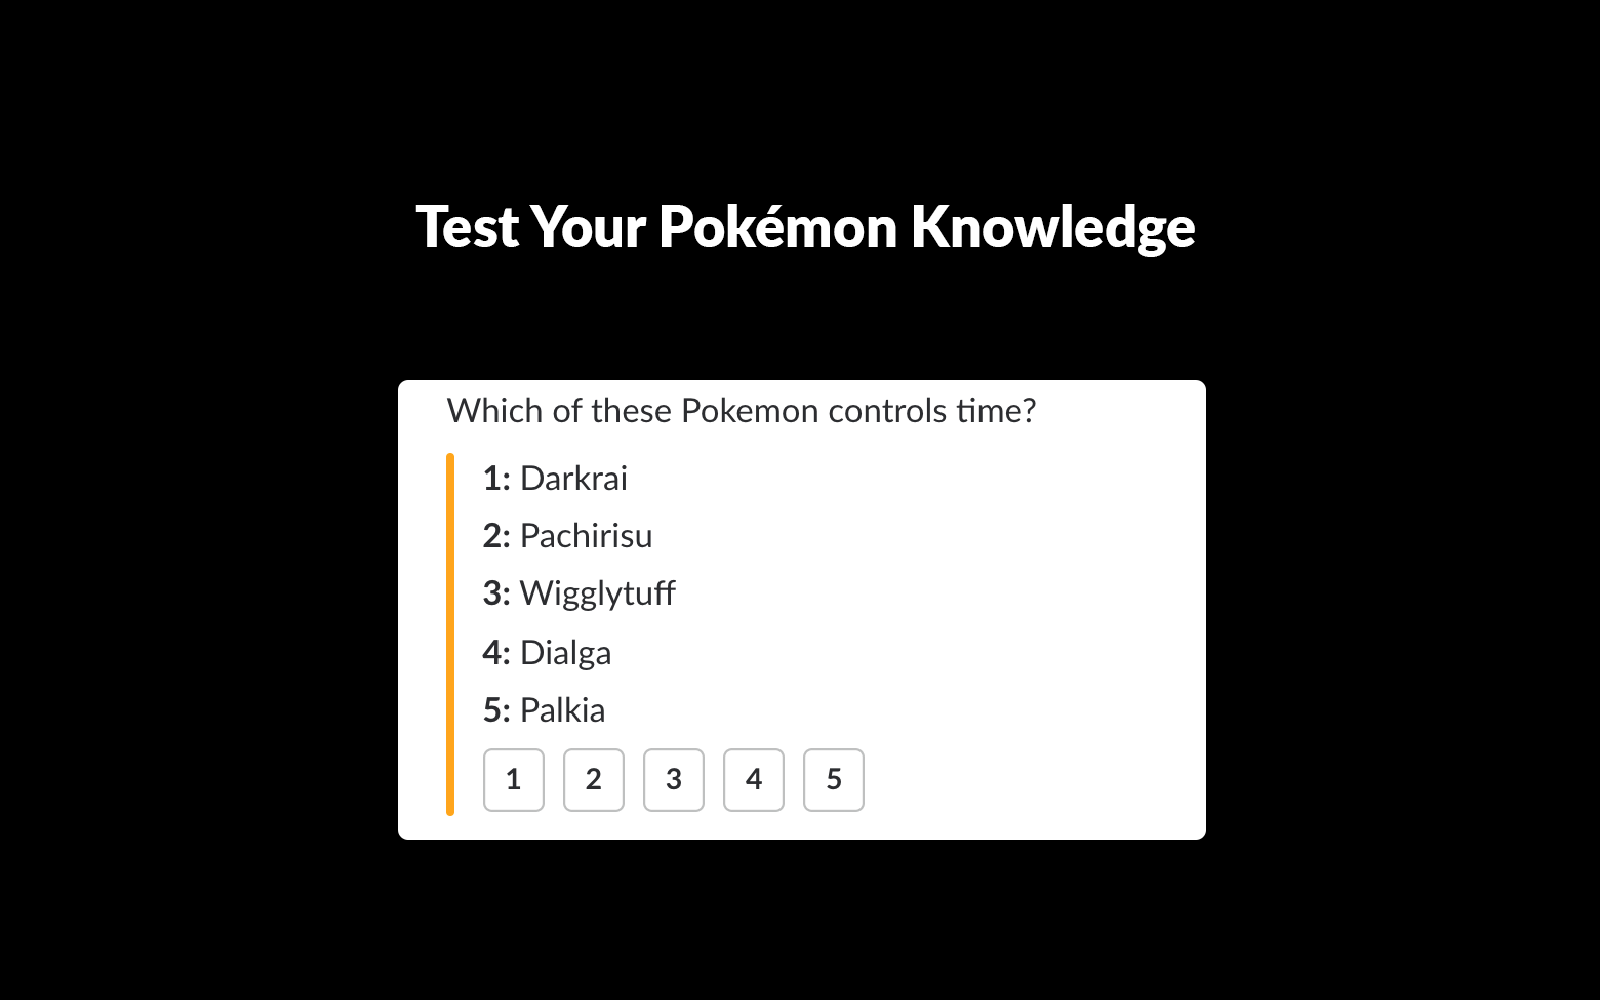 Test Your Pokémon Knowledge
Which of these Pokemon controls time?
1: Darkrai
2: Pachirisu
3: Wigglytuff
4: Dialga
5: Palkia
1 2 3 4 5